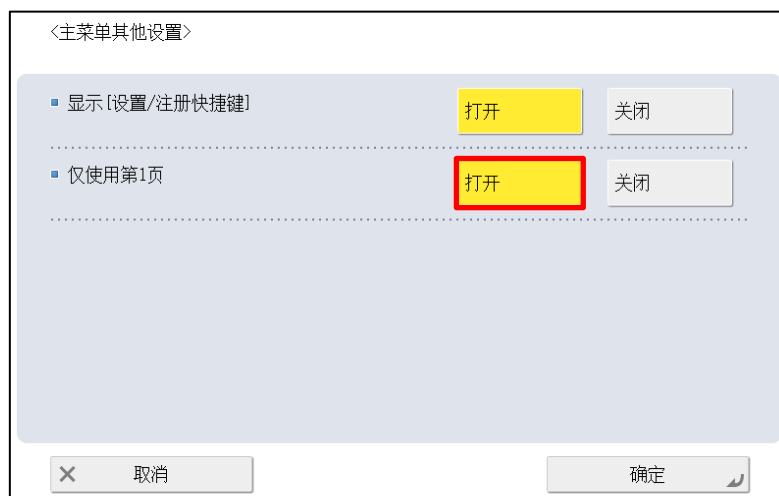 <主菜单其他设置>
显示[设置/注册快捷键] 打开 关闭
仅使用第1页 打开 关闭
取消 确定